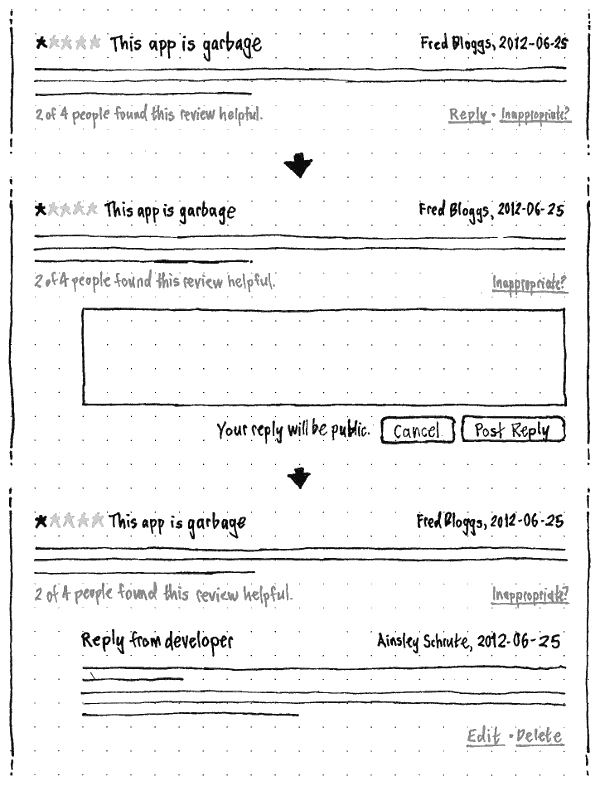 This app is garbage Fred Bloggs, 2012-06-25
2 of 4 people found this review helpful. Reply · Inappropriate?
This app is garbage Fred Bloggs, 2012-06-25
2 of 4 people found this review helpful. Inappropriate?
Your reply will be public. Cancel Post Reply
This app is garbage Fred Bloggs, 2012-06-25
2 of 4 people found this review helpful. Inappropriate?
Reply from developer Ainsley Schrute, 2012-06-25
Edit · Delete